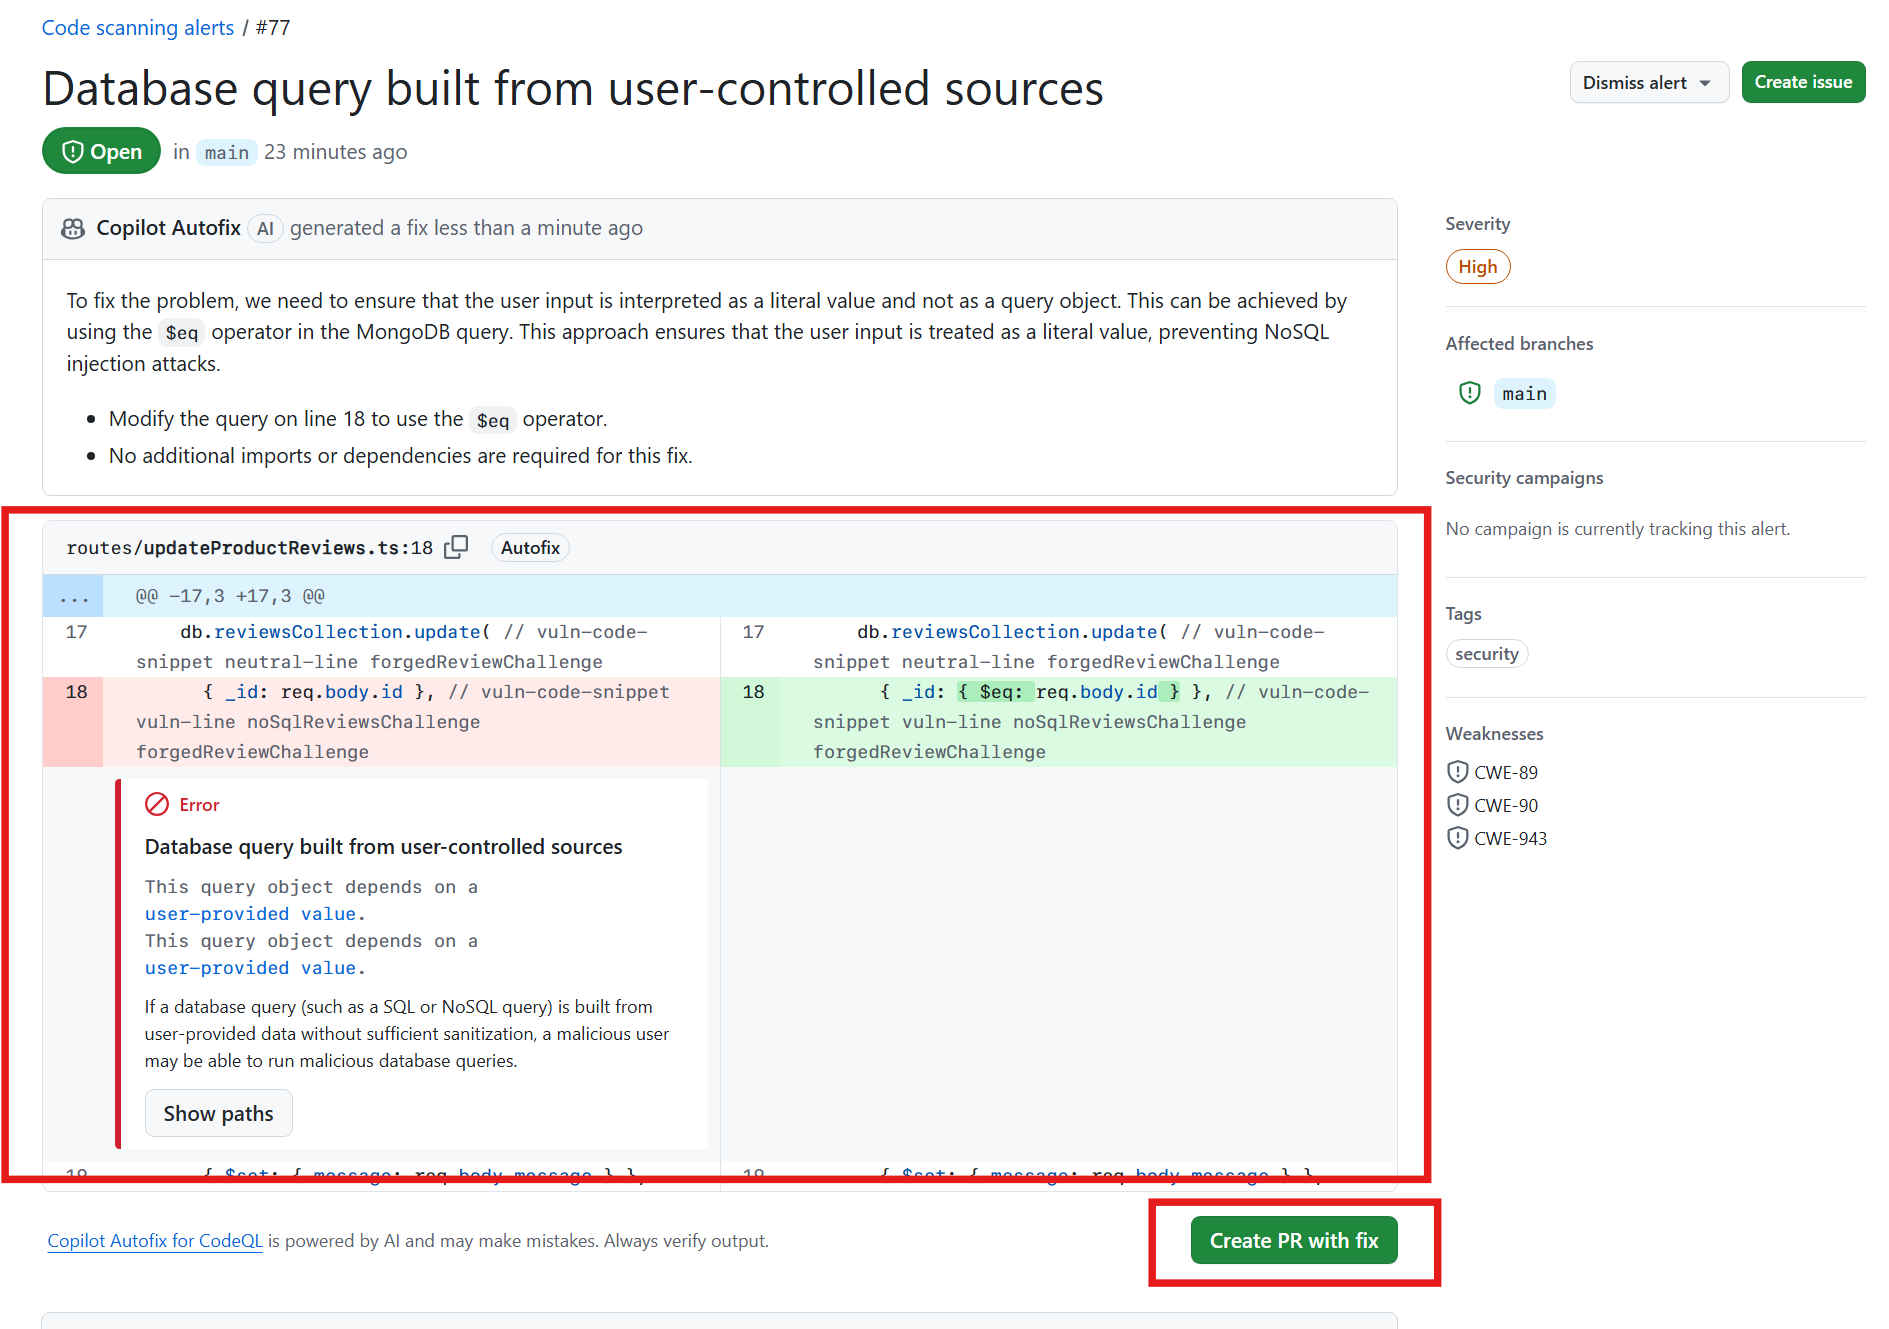 Code scanning alerts / #77
Database query built from user-controlled sources
Dismiss alert
Create issue
Open in main 23 minutes ago
Copilot Autofix AI generated a fix less than a minute ago
To fix the problem, we need to ensure that the user input is interpreted as a literal value and not as a query object. This can be achieved by
using the $eq operator in the MongoDB query. This approach ensures that the user input is treated as a literal value, preventing NoSQL
injection attacks.
• Modify the query on line 18 to use the $eq operator.
• No additional imports or dependencies are required for this fix.
routes/updateProductReviews.ts:18 Autofix
... @@ -17,3 +17,3 @@
17 db.reviewsCollection.update( // vuln-code-
snippet neutral-line forgedReviewChallenge
18 { _id: req.body.id }, // vuln-code-snippet
vuln-line noSqlReviewsChallenge
forgedReviewChallenge
17 db.reviewsCollection.update( // vuln-code-
snippet neutral-line forgedReviewChallenge
18 { _id: { $eq: req.body.id } }, // vuln-code-
snippet vuln-line noSqlReviewsChallenge
forgedReviewChallenge
Error
Database query built from user-controlled sources
This query object depends on a
user-provided value.
This query object depends on a
user-provided value.
If a database query (such as a SQL or NoSQL query) is built from
user-provided data without sufficient sanitization, a malicious user
may be able to run malicious database queries.
Show paths
19 { $set: { message: req.body.message } },
19 { $set: { message: req.body.message } },
Copilot Autofix for CodeQL is powered by AI and may make mistakes. Always verify output.
Create PR with fix
Severity
High
Affected branches
main
Security campaigns
No campaign is currently tracking this alert.
Tags
security
Weaknesses
CWE-89
CWE-90
CWE-943